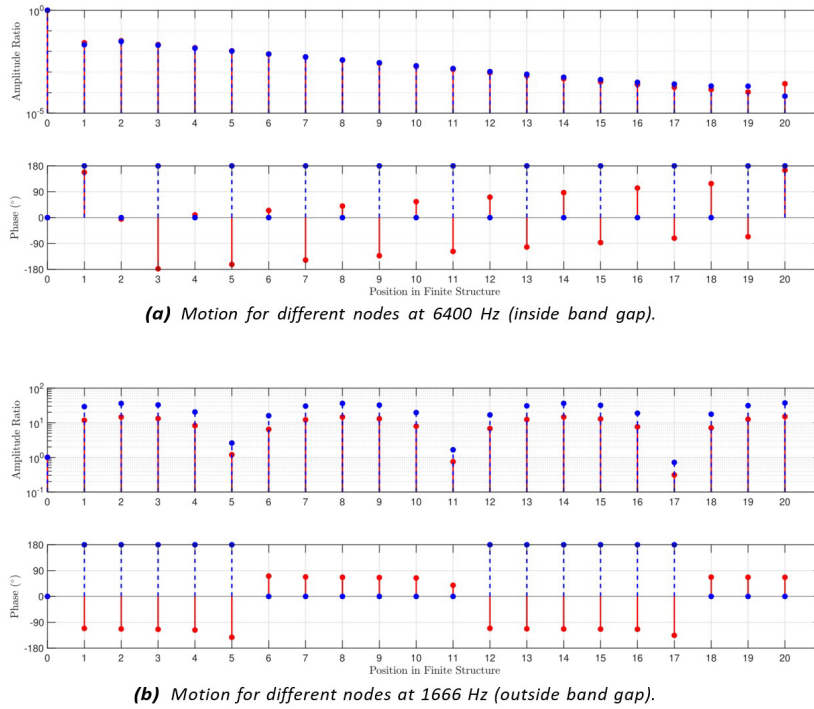 10^0
Amplitude Ratio
10^-5
0 1 2 3 4 5 6 7 8 9 10 11 12 13 14 15 16 17 18 19 20
180
90
Phase (°)
0
-90
-180
0 1 2 3 4 5 6 7 8 9 10 11 12 13 14 15 16 17 18 19 20
Position in Finite Structure
(a) Motion for different nodes at 6400 Hz (inside band gap).
10^2
10^1
Amplitude Ratio
10^0
10^-1
0 1 2 3 4 5 6 7 8 9 10 11 12 13 14 15 16 17 18 19 20
180
90
Phase (°)
0
-90
-180
0 1 2 3 4 5 6 7 8 9 10 11 12 13 14 15 16 17 18 19 20
Position in Finite Structure
(b) Motion for different nodes at 1666 Hz (outside band gap).